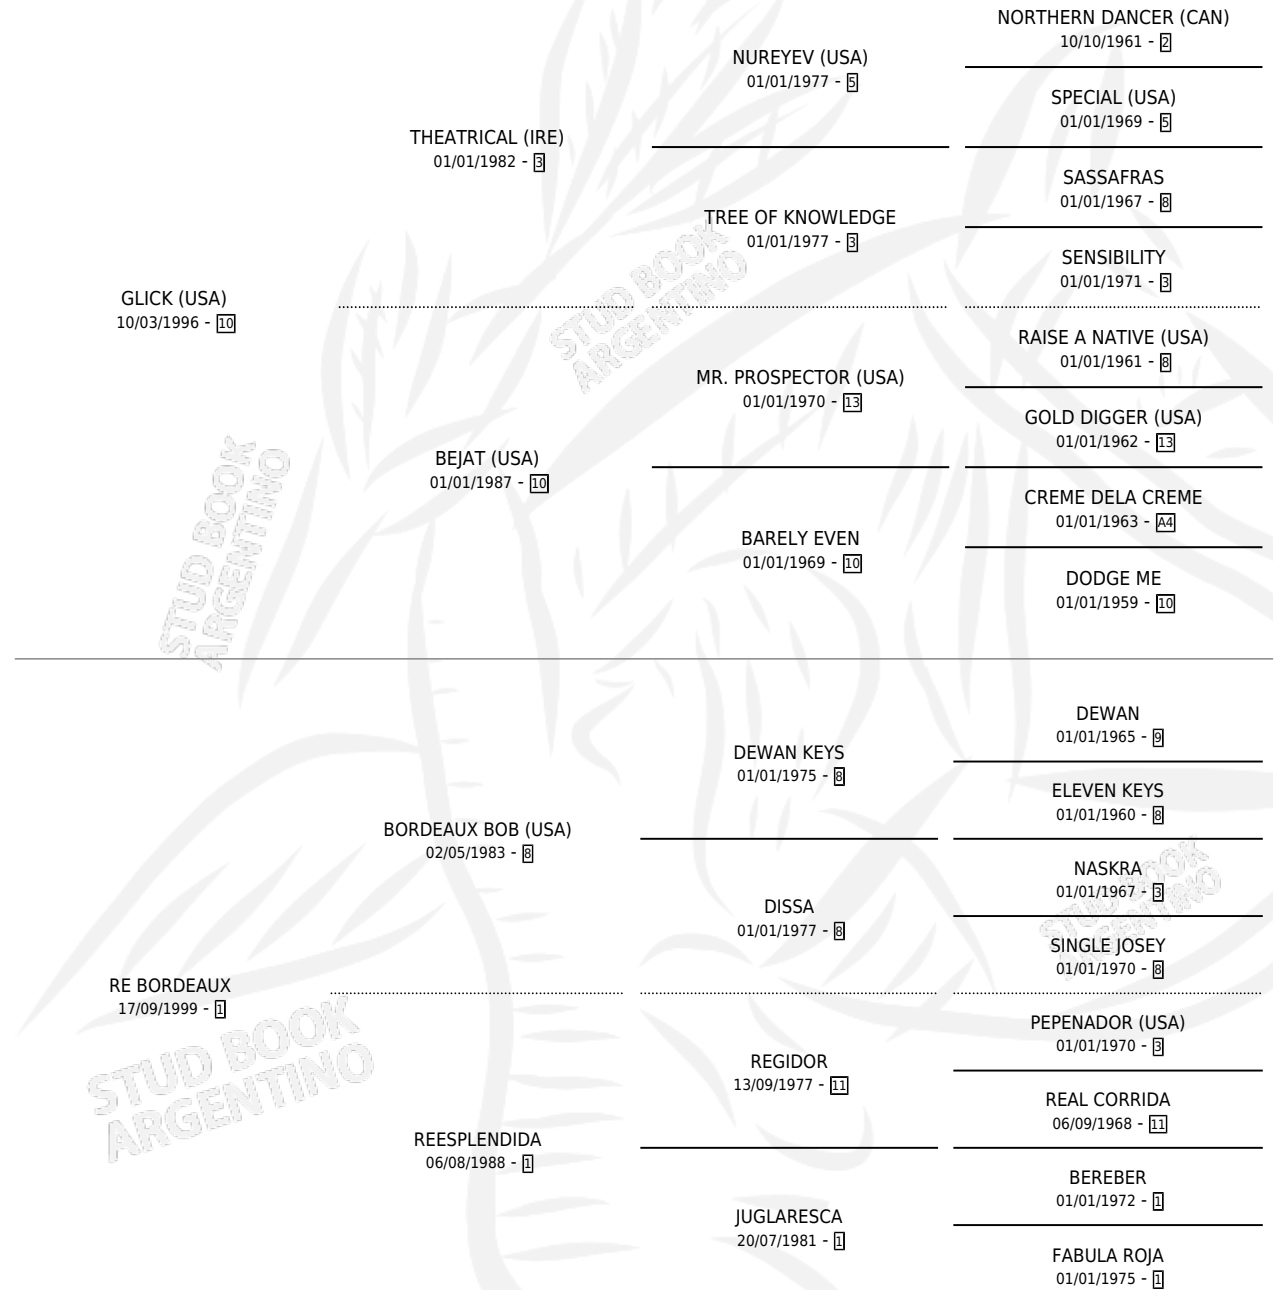 NORTHERN DANCER (CAN)
10/10/1961 - 2
NUREYEV (USA)
01/01/1977 - 5
SPECIAL (USA)
01/01/1969 - 5
THEATRICAL (IRE)
01/01/1982 - 3
SASSAFRAS
01/01/1967 - 8
TREE OF KNOWLEDGE
01/01/1977 - 3
SENSIBILITY
01/01/1971 - 3
GLICK (USA)
10/03/1996 - 10
RAISE A NATIVE (USA)
01/01/1961 - 8
MR. PROSPECTOR (USA)
01/01/1970 - 13
GOLD DIGGER (USA)
01/01/1962 - 13
BEJAT (USA)
01/01/1987 - 10
CREME DELA CREME
01/01/1963 - A4
BARELY EVEN
01/01/1969 - 10
DODGE ME
01/01/1959 - 10
STUD BOOK
ARGENTINO
STUD BOOK
ARGENTINO
DEWAN
01/01/1965 - 9
DEWAN KEYS
01/01/1975 - 8
ELEVEN KEYS
01/01/1960 - 8
BORDEAUX BOB (USA)
02/05/1983 - 8
NASKRA
01/01/1967 - 3
DISSA
01/01/1977 - 8
SINGLE JOSEY
01/01/1970 - 8
STUD BOOK
ARGENTINO
RE BORDEAUX
17/09/1999 - 1
PEPENADOR (USA)
01/01/1970 - 3
REGIDOR
13/09/1977 - 11
REAL CORRIDA
06/09/1968 - 11
REESPLENDIDA
06/08/1988 - 1
BEREBER
01/01/1972 - 1
JUGLARESCA
20/07/1981 - 1
FABULA ROJA
01/01/1975 - 1
STUD BOOK
ARGENTINO